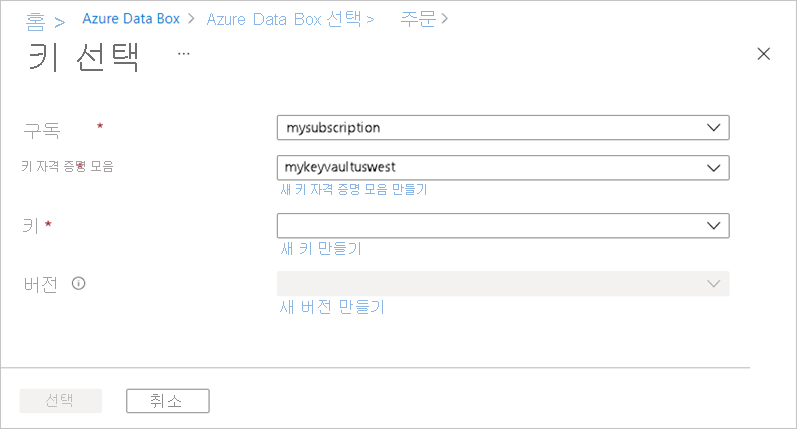 홈 > Azure Data Box > Azure Data Box 선택 > 주문 >
키 선택 ...
구독 * mysubscription
키 자격 증명 모음 * mykeyvaultuswest
새 키 자격 증명 모음 만들기
키 *
새 키 만들기
버전
새 버전 만들기
선택 취소